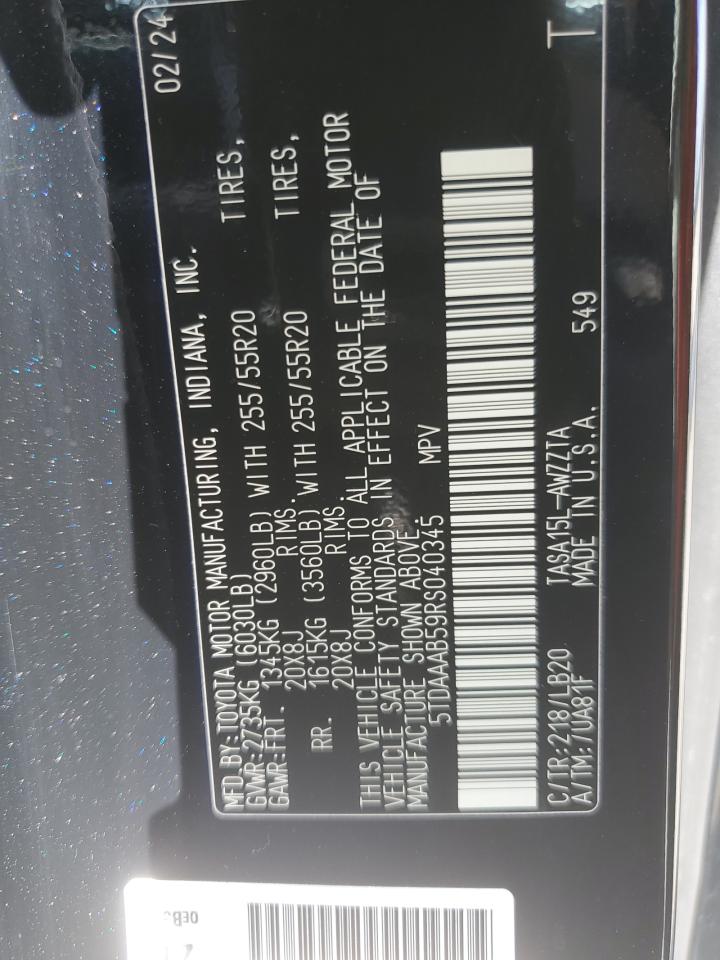 MFD.BY:TOYOTA MOTOR MANUFACTURING, INDIANA, INC. 02/24
GVWR:2735KG (6030LB)
GAWR:FRT. 1345KG (2960LB) WITH 255/55R20 TIRES,
20X8J RIMS.
RR. 1615KG (3560LB) WITH 255/55R20 TIRES,
20X8J RIMS.
THIS VEHICLE CONFORMS TO ALL APPLICABLE FEDERAL MOTOR
VEHICLE SAFETY STANDARDS IN EFFECT ON THE DATE OF
MANUFACTURE SHOWN ABOVE.
5TDAAAB59RS040345 MPV
C/TR:218/LB20 TASA15L-AWZZTA T
A/TM:/UA81F MADE IN U.S.A. 549